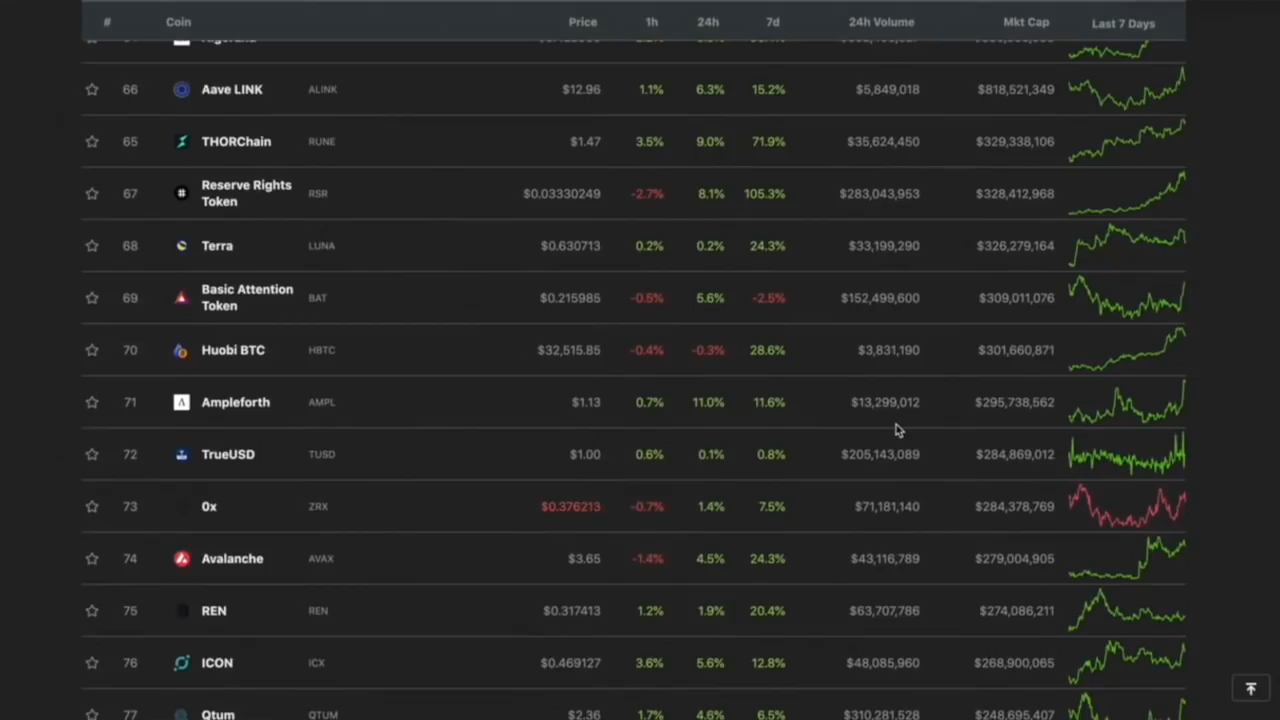 # Coin Price 1h 24h 7d 24h Volume Mkt Cap Last 7 Days
66 Aave LINK ALINK $12.96 1.1% 6.3% 15.2% $5,849,018 $818,521,349
65 THORChain RUNE $1.47 3.5% 9.0% 71.9% $35,624,450 $329,338,106
67 Reserve Rights Token RSR $0.03330249 -2.7% 8.1% 105.3% $283,043,953 $328,412,968
68 Terra LUNA $0.630713 0.2% 0.2% 24.3% $33,199,290 $326,279,164
69 Basic Attention Token BAT $0.215985 -0.5% 5.6% -2.5% $152,499,600 $309,011,076
70 Huobi BTC HBTC $32,515.85 -0.4% -0.3% 28.6% $3,831,190 $301,660,871
71 Ampleforth AMPL $1.13 0.7% 11.0% 11.6% $13,299,012 $295,738,562
72 TrueUSD TUSD $1.00 0.6% 0.1% 0.8% $205,143,089 $284,869,012
73 0x ZRX $0.376213 -0.7% 1.4% 7.5% $71,181,140 $284,378,769
74 Avalanche AVAX $3.65 -1.4% 4.5% 24.3% $43,116,789 $279,004,905
75 REN REN $0.317413 1.2% 1.9% 20.4% $63,707,786 $274,086,211
76 ICON ICX $0.469127 3.6% 5.6% 12.8% $48,085,960 $268,900,065
77 Qtum QTUM $2.36 1.7% 4.6% 6.5% $310,281,528 $248,695,407